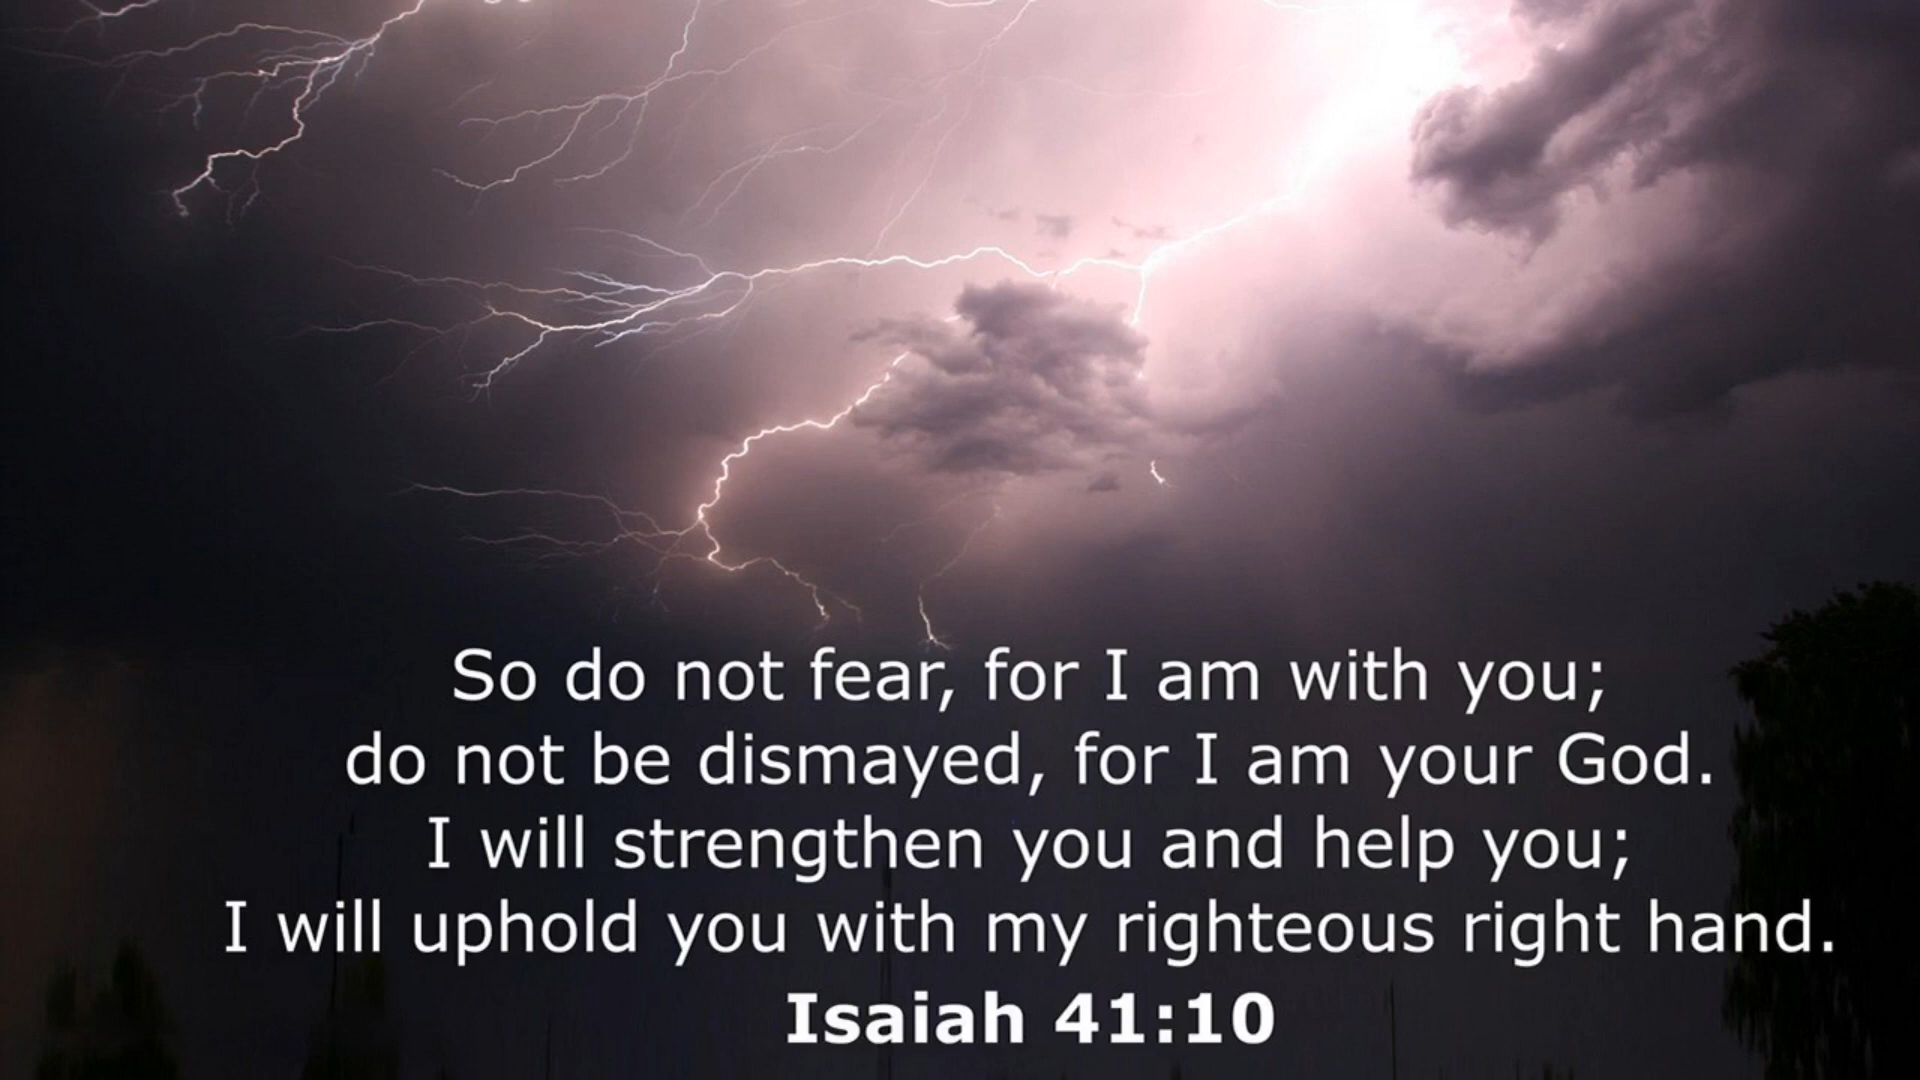 So do not fear, for I am with you;
do not be dismayed, for I am your God.
I will strengthen you and help you;
I will uphold you with my righteous right hand.
Isaiah 41:10